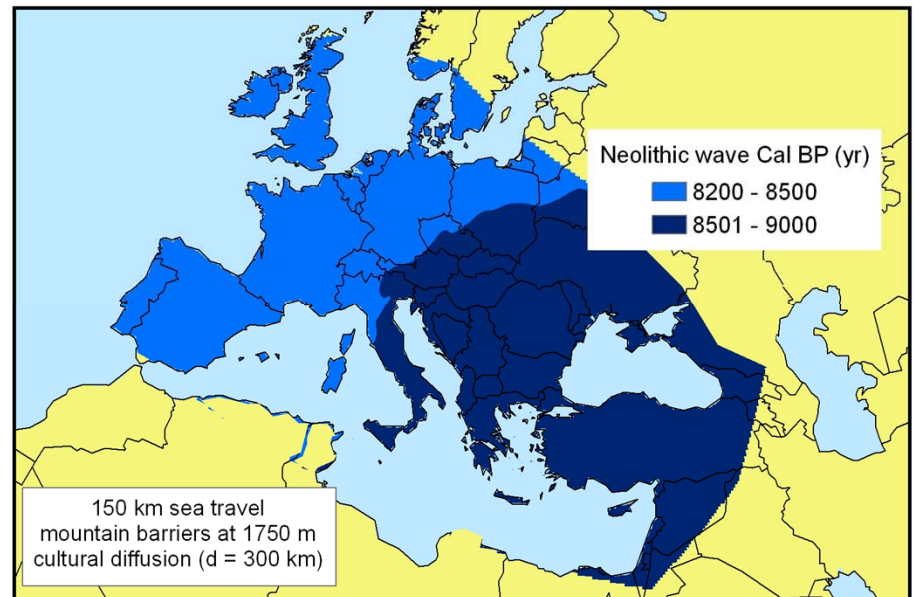 Neolithic wave Cal BP (yr)
8200 - 8500
8501 - 9000
150 km sea travel
mountain barriers at 1750 m
cultural diffusion (d = 300 km)